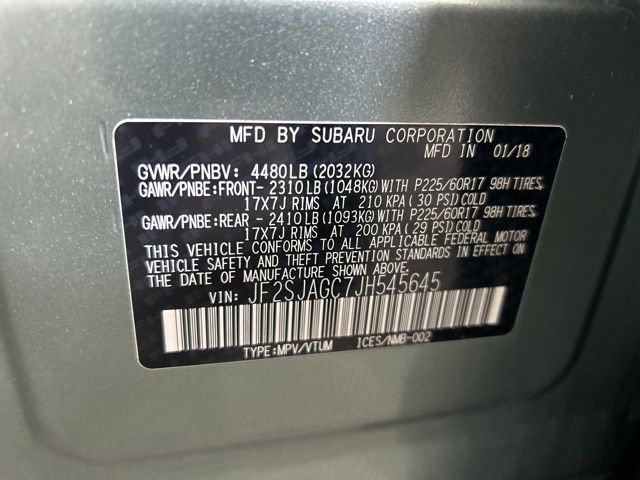 MFD BY SUBARU CORPORATION
MFD IN 01/18
GVWR/PNBV: 4480LB(2032KG)
GAWR/PNBE:FRONT- 2310LB(1048KG)WITH P225/60R17 98H TIRES,
17X7J RIMS AT 210 KPA( 30 PSI)COLD
GAWR/PNBE:REAR - 2410LB(1093KG)WITH P225/60R17 98H TIRES,
17X7J RIMS AT 200 KPA( 29 PSI)COLD
THIS VEHICLE CONFORMS TO ALL APPLICABLE FEDERAL MOTOR
VEHICLE SAFETY AND THEFT PREVENTION STANDARDS IN EFFECT ON
THE DATE OF MANUFACTURE SHOWN ABOVE.
VIN: JF2SJAGC7JH545645
TYPE:MPV/VTUM ICES/NMB-002